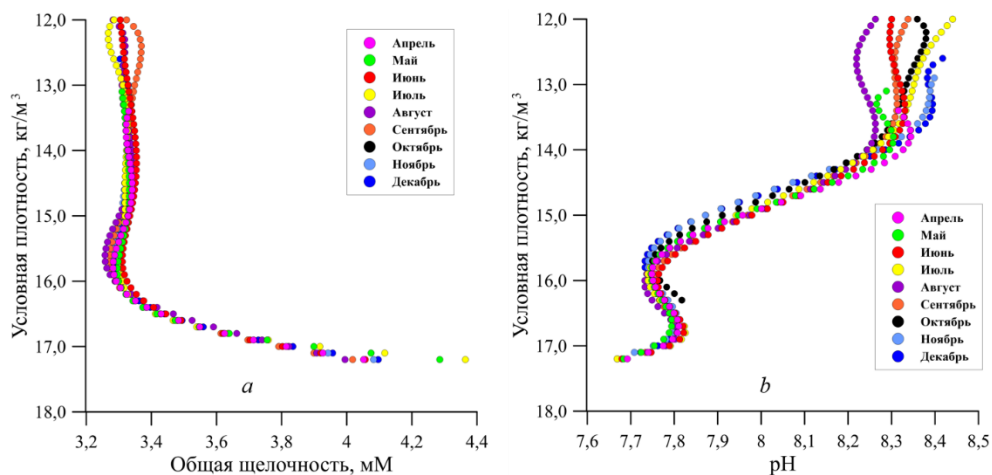 12,0
13,0
14,0
15,0
16,0
17,0
18,0
Условная плотность, кг/м³
3,2
3,4
3,6
3,8
4
4,2
4,4
Общая щелочность, мМ
Апрель
Май
Июнь
Июль
Август
Сентябрь
Октябрь
Ноябрь
Декабрь
a
12,0
13,0
14,0
15,0
16,0
17,0
18,0
Условная плотность, кг/м³
7,6
7,7
7,8
7,9
8
8,1
8,2
8,3
8,4
8,5
pH
Апрель
Май
Июнь
Июль
Август
Сентябрь
Октябрь
Ноябрь
Декабрь
b